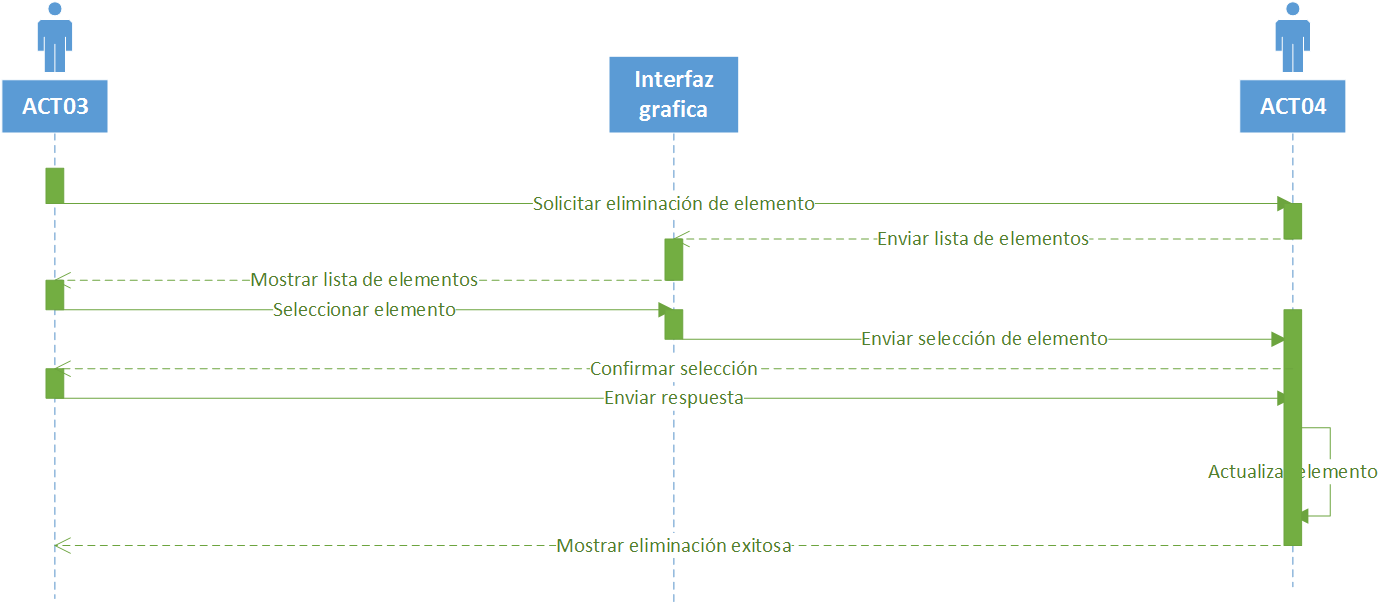 ACT03
Interfaz
grafica
ACT04
Solicitar eliminación de elemento
Enviar lista de elementos
Mostrar lista de elementos
Seleccionar elemento
Enviar selección de elemento
Confirmar selección
Enviar respuesta
Actualiza elemento
Mostrar eliminación exitosa